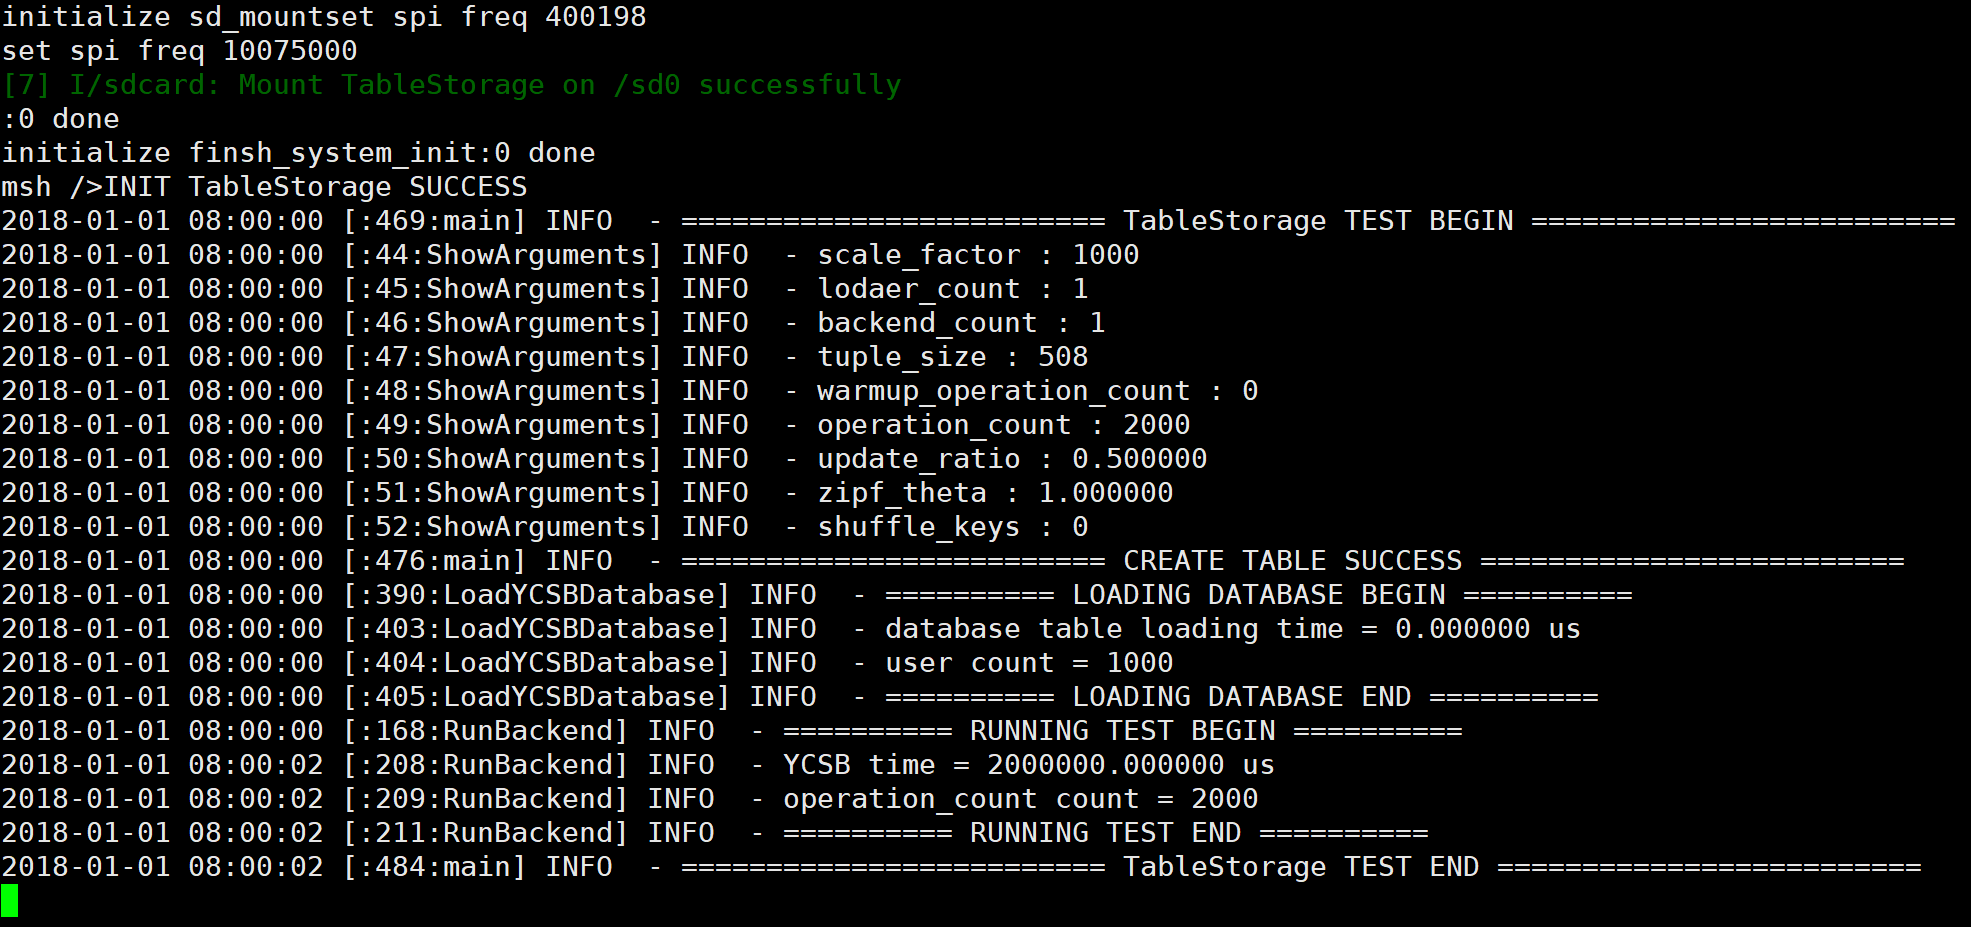 initialize sd_mountset spi freq 400198
set spi freq 10075000
[7] I/sdcard: Mount TableStorage on /sd0 successfully
:0 done
initialize finsh_system_init:0 done
msh />INIT TableStorage SUCCESS
2018-01-01 08:00:00 [:469:main] INFO  - ========================= TableStorage TEST BEGIN =========================
2018-01-01 08:00:00 [:44:ShowArguments] INFO  - scale_factor : 1000
2018-01-01 08:00:00 [:45:ShowArguments] INFO  - lodaer_count : 1
2018-01-01 08:00:00 [:46:ShowArguments] INFO  - backend_count : 1
2018-01-01 08:00:00 [:47:ShowArguments] INFO  - tuple_size : 508
2018-01-01 08:00:00 [:48:ShowArguments] INFO  - warmup_operation_count : 0
2018-01-01 08:00:00 [:49:ShowArguments] INFO  - operation_count : 2000
2018-01-01 08:00:00 [:50:ShowArguments] INFO  - update_ratio : 0.500000
2018-01-01 08:00:00 [:51:ShowArguments] INFO  - zipf_theta : 1.000000
2018-01-01 08:00:00 [:52:ShowArguments] INFO  - shuffle_keys : 0
2018-01-01 08:00:00 [:476:main] INFO  - ========================= CREATE TABLE SUCCESS =========================
2018-01-01 08:00:00 [:390:LoadYCSBDatabase] INFO  - ========== LOADING DATABASE BEGIN ==========
2018-01-01 08:00:00 [:403:LoadYCSBDatabase] INFO  - database table loading time = 0.000000 us
2018-01-01 08:00:00 [:404:LoadYCSBDatabase] INFO  - user count = 1000
2018-01-01 08:00:00 [:405:LoadYCSBDatabase] INFO  - ========== LOADING DATABASE END ==========
2018-01-01 08:00:00 [:168:RunBackend] INFO  - ========== RUNNING TEST BEGIN ==========
2018-01-01 08:00:02 [:208:RunBackend] INFO  - YCSB time = 2000000.000000 us
2018-01-01 08:00:02 [:209:RunBackend] INFO  - operation_count count = 2000
2018-01-01 08:00:02 [:211:RunBackend] INFO  - ========== RUNNING TEST END ==========
2018-01-01 08:00:02 [:484:main] INFO  - ========================= TableStorage TEST END =========================